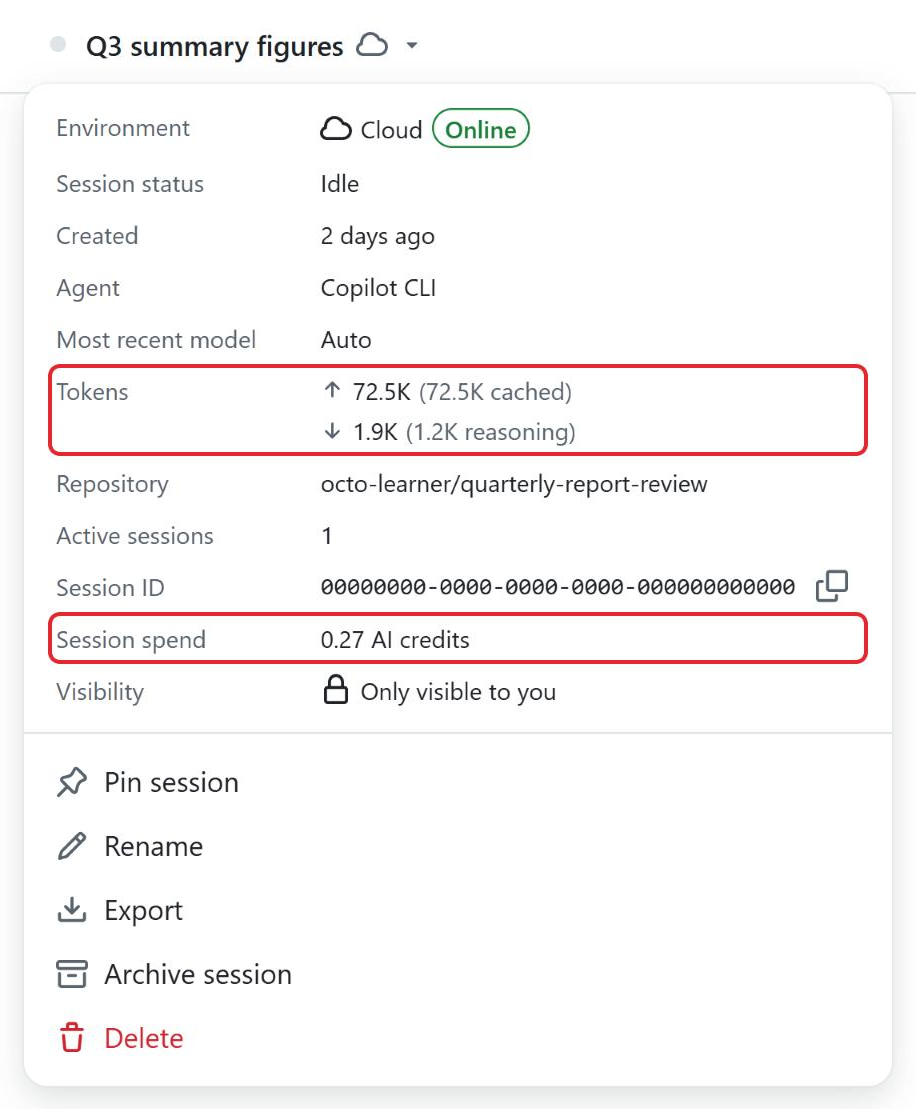 Q3 summary figures
Environment Cloud Online
Session status Idle
Created 2 days ago
Agent Copilot CLI
Most recent model Auto
Tokens ↑ 72.5K (72.5K cached)
↓ 1.9K (1.2K reasoning)
Repository octo-learner/quarterly-report-review
Active sessions 1
Session ID 00000000-0000-0000-0000-000000000000
Session spend 0.27 AI credits
Visibility Only visible to you
Pin session
Rename
Export
Archive session
Delete